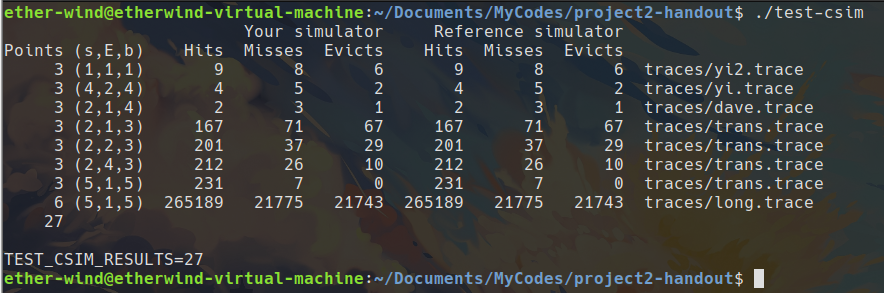 ether-wind@etherwind-virtual-machine:~/Documents/MyCodes/project2-handout$ ./test-csim
                        Your simulator     Reference simulator
Points (s,E,b)    Hits  Misses  Evicts    Hits  Misses  Evicts
     3 (1,1,1)       9       8       6       9       8       6  traces/yi2.trace
     3 (4,2,4)       4       5       2       4       5       2  traces/yi.trace
     3 (2,1,4)       2       3       1       2       3       1  traces/dave.trace
     3 (2,1,3)     167      71      67     167      71      67  traces/trans.trace
     3 (2,2,3)     201      37      29     201      37      29  traces/trans.trace
     3 (2,4,3)     212      26      10     212      26      10  traces/trans.trace
     3 (5,1,5)     231       7       0     231       7       0  traces/trans.trace
     6 (5,1,5)  265189   21775   21743  265189   21775   21743  traces/long.trace
    27
TEST_CSIM_RESULTS=27
ether-wind@etherwind-virtual-machine:~/Documents/MyCodes/project2-handout$